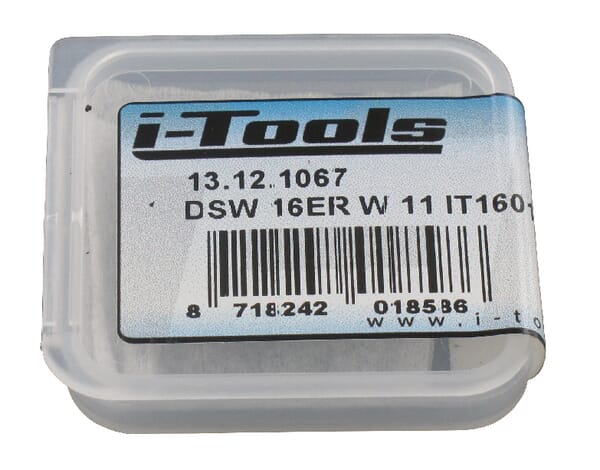 i-Tools
13.12.1067
DSW 16ER W 11 IT160
8 718242 018586
www.i-to